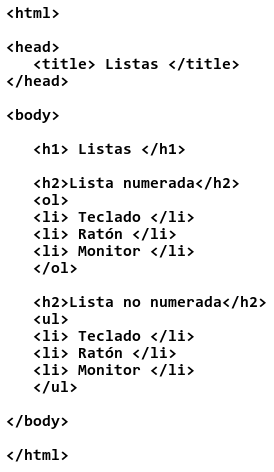 <html>
<head>
<title> Listas </title>
</head>
<body>
<h1> Listas </h1>
<h2>Lista numerada</h2>
<ol>
<li> Teclado </li>
<li> Ratón </li>
<li> Monitor </li>
</ol>
<h2>Lista no numerada</h2>
<ul>
<li> Teclado </li>
<li> Ratón </li>
<li> Monitor </li>
</ul>
</body>
</html>